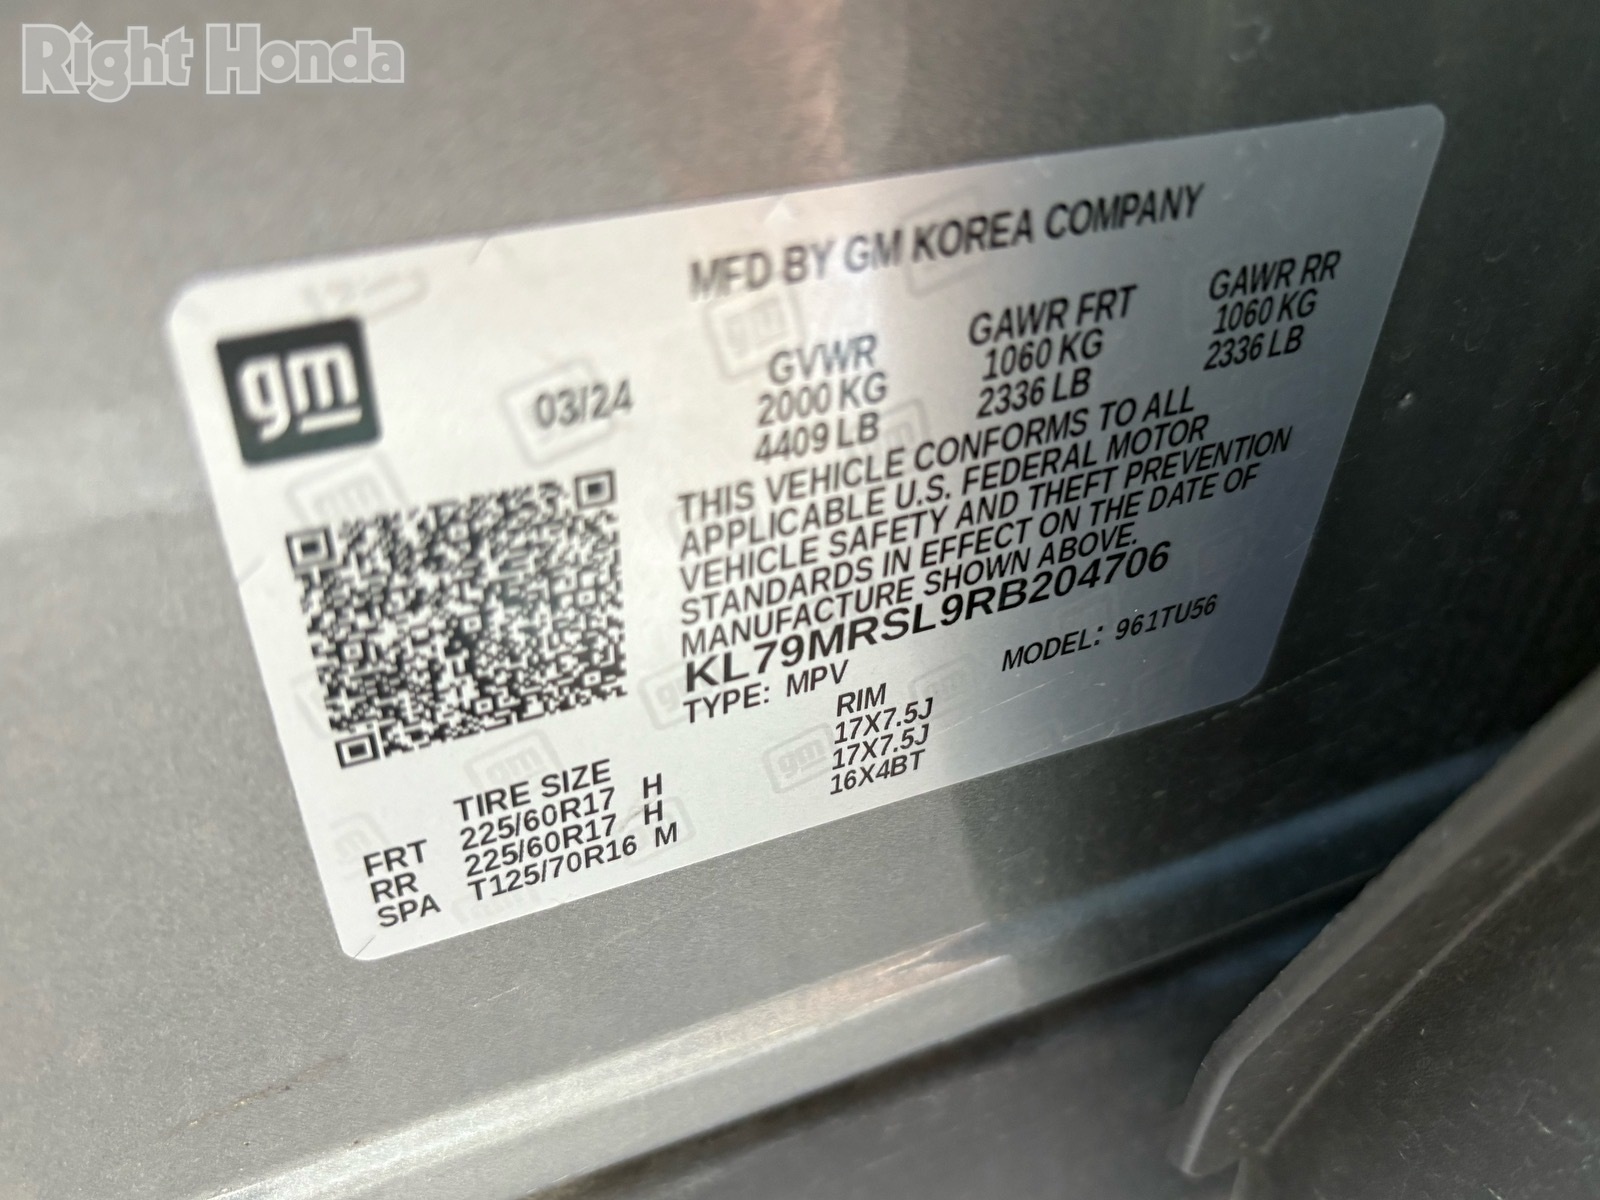 Right Honda
MFD BY GM KOREA COMPANY
gm
03/24
GVWR GAWR FRT GAWR RR
2000 KG 1060 KG 1060 KG
4409 LB 2336 LB 2336 LB
THIS VEHICLE CONFORMS TO ALL
APPLICABLE U.S. FEDERAL MOTOR
VEHICLE SAFETY AND THEFT PREVENTION
STANDARDS IN EFFECT ON THE DATE OF
MANUFACTURE SHOWN ABOVE.
KL79MRSL9RB204706
TYPE: MPV MODEL: 961TU56
TIRE SIZE RIM
FRT 225/60R17 H 17X7.5J
RR 225/60R17 H 17X7.5J
SPA T125/70R16 M 16X4BT